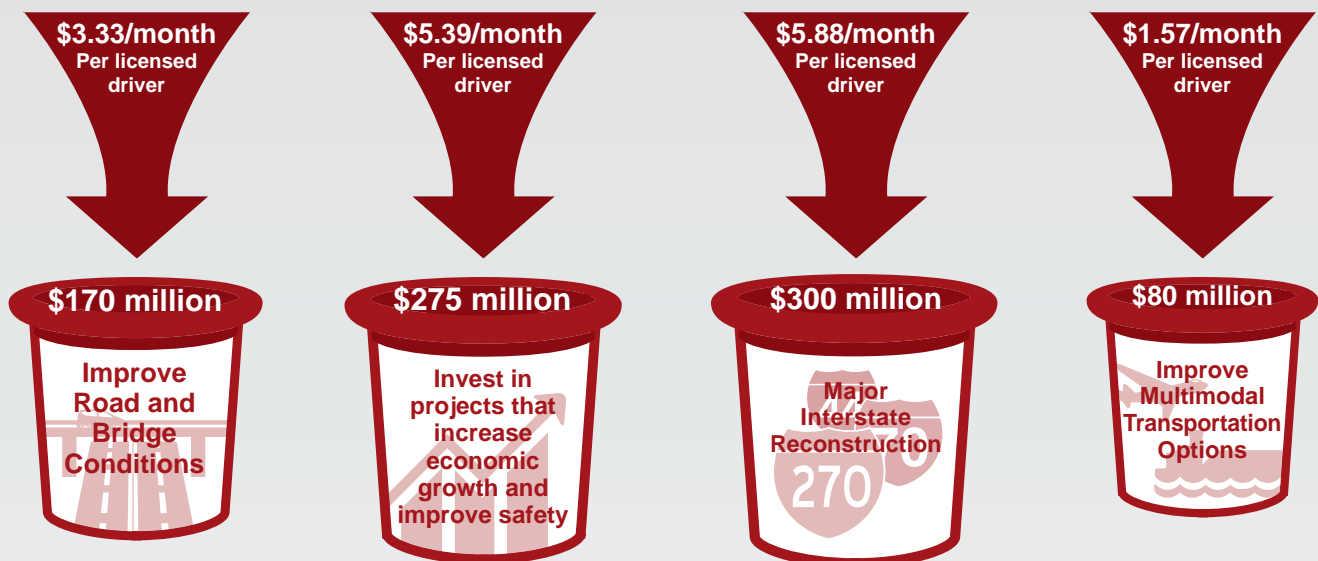 $3.33/month
Per licensed
driver
$5.39/month
Per licensed
driver
$5.88/month
Per licensed
driver
$1.57/month
Per licensed
driver
$170 million
Improve
Road and
Bridge
Conditions
$275 million
Invest in
projects that
increase
economic
growth and
improve safety
$300 million
Major
Interstate
Reconstruction
44
70
270
$80 million
Improve
Multimodal
Transportation
Options